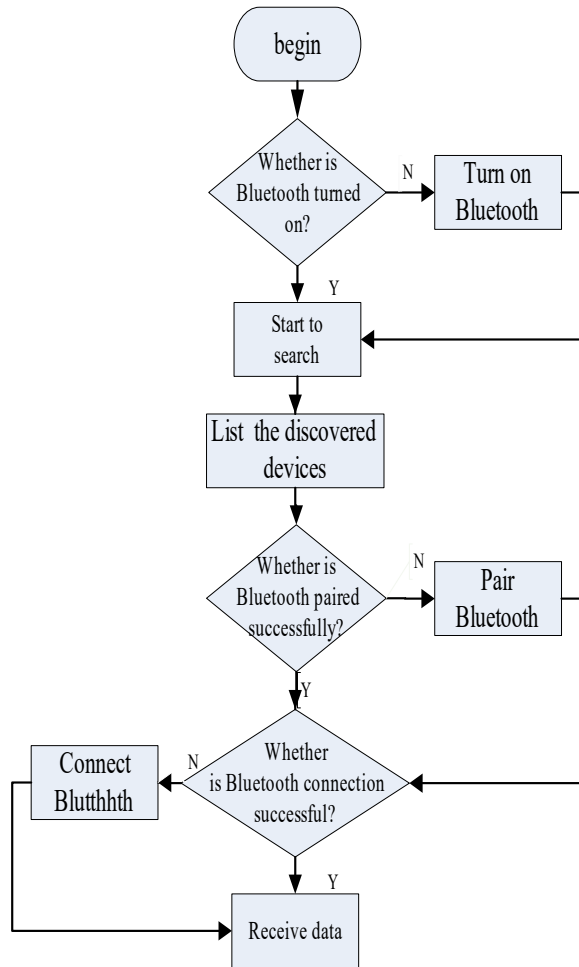 begin
Whether is
Bluetooth turned
on?
N
Turn on
Bluetooth
Y
Start to
search
List the discovered
devices
Whether is
Bluetooth paired
successfully?
N
Pair
Bluetooth
Y
Whether
is Bluetooth connection
successful?
N
Connect
Blutthhth
Y
Receive data